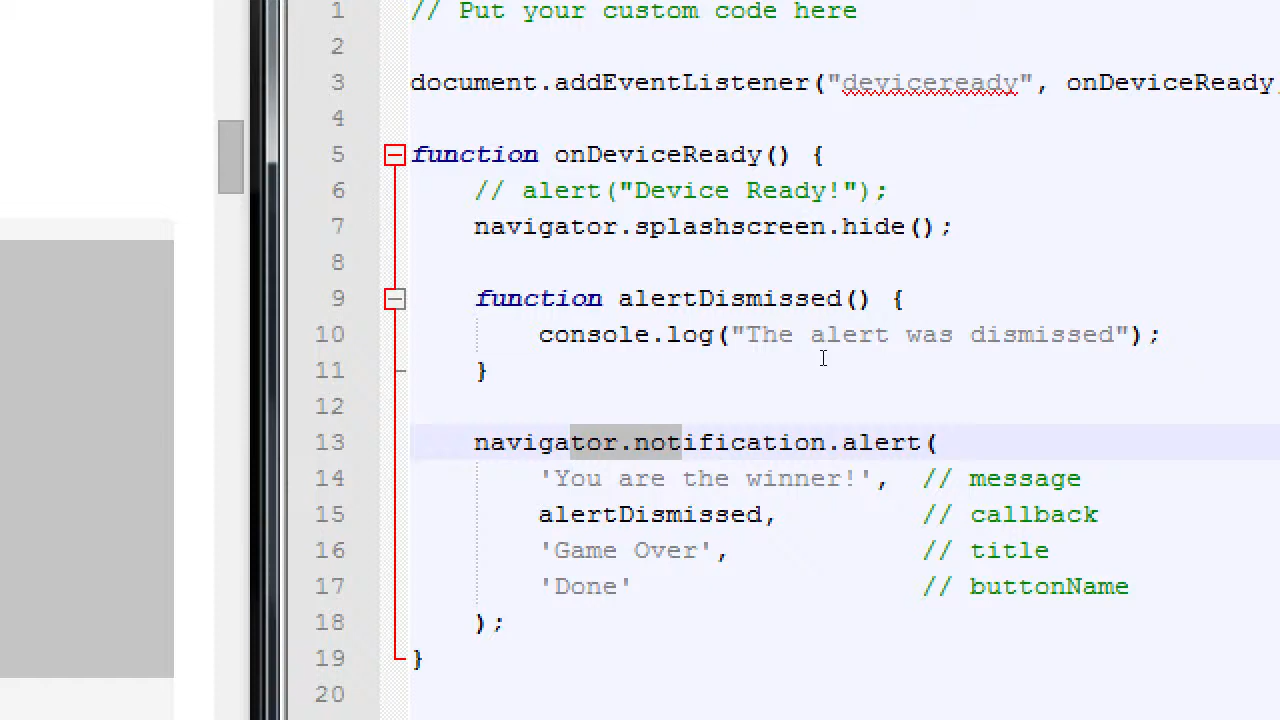 1 // Put your custom code here
2
3 document.addEventListener("deviceready", onDeviceReady,
4
5 function onDeviceReady() {
6 // alert("Device Ready!");
7 navigator.splashscreen.hide();
8
9 function alertDismissed() {
10 console.log("The alert was dismissed");
11 }
12
13 navigator.notification.alert(
14 'You are the winner!', // message
15 alertDismissed, // callback
16 'Game Over', // title
17 'Done' // buttonName
18 );
19 }
20